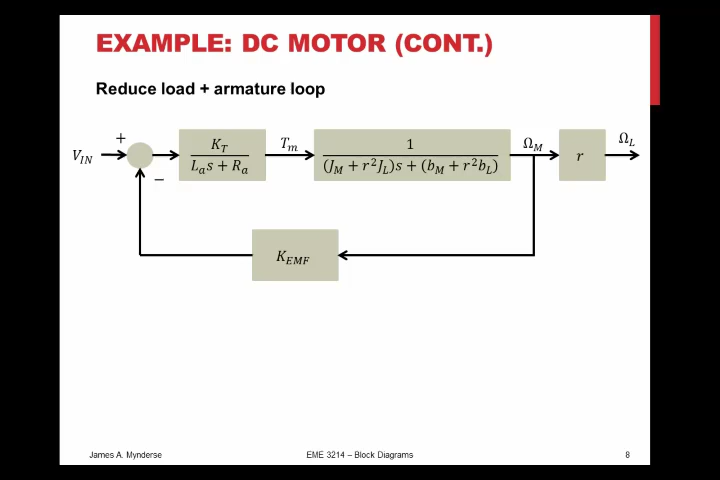 EXAMPLE: DC MOTOR (CONT.)
Reduce load + armature loop
V_IN
+
−
K_T / (L_a s + R_a)
T_m
1 / ((J_M + r²J_L)s + (b_M + r²b_L))
Ω_M
r
Ω_L
K_EMF
James A. Mynderse EME 3214 – Block Diagrams 8